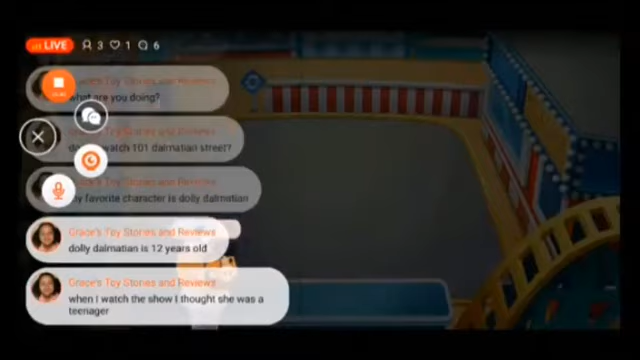 LIVE 3 1 6
Grace's Toy Stories and Reviews
what are you doing?
Grace's Toy Stories and Reviews
watch 101 dalmatian street?
Grace's Toy Stories and Reviews
my favorite character is dolly dalmatian
Grace's Toy Stories and Reviews
dolly dalmatian is 12 years old
Grace's Toy Stories and Reviews
when I watch the show I thought she was a
teenager